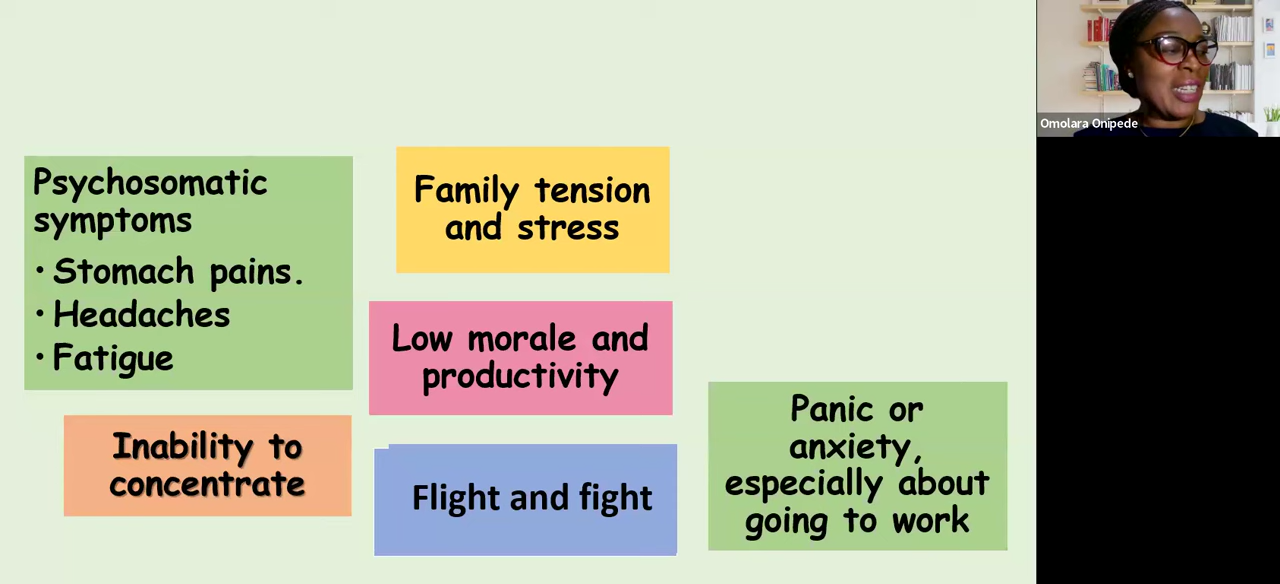 Psychosomatic
symptoms
• Stomach pains.
• Headaches
• Fatigue
Inability to
concentrate
Family tension
and stress
Low morale and
productivity
Flight and fight
Panic or
anxiety,
especially about
going to work
Omolara Onipede